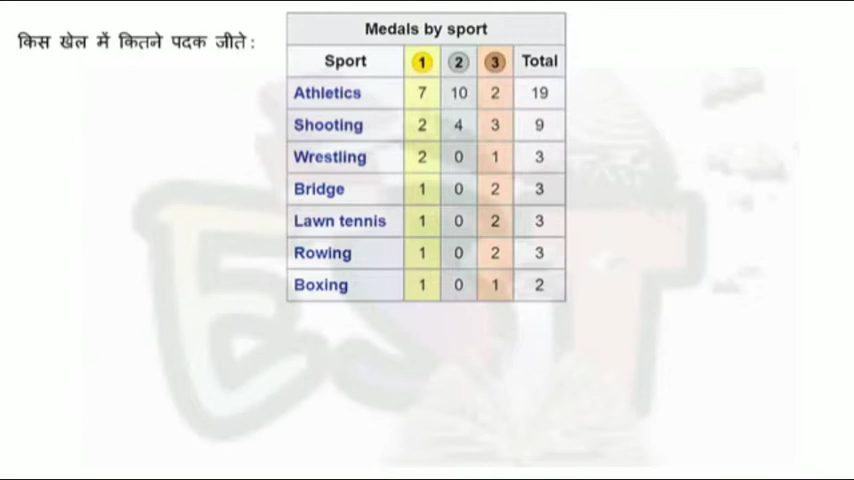 किस खेल में कितने पदक जीते :
Medals by sport
Sport 1 2 3 Total
Athletics 7 10 2 19
Shooting 2 4 3 9
Wrestling 2 0 1 3
Bridge 1 0 2 3
Lawn tennis 1 0 2 3
Rowing 1 0 2 3
Boxing 1 0 1 2